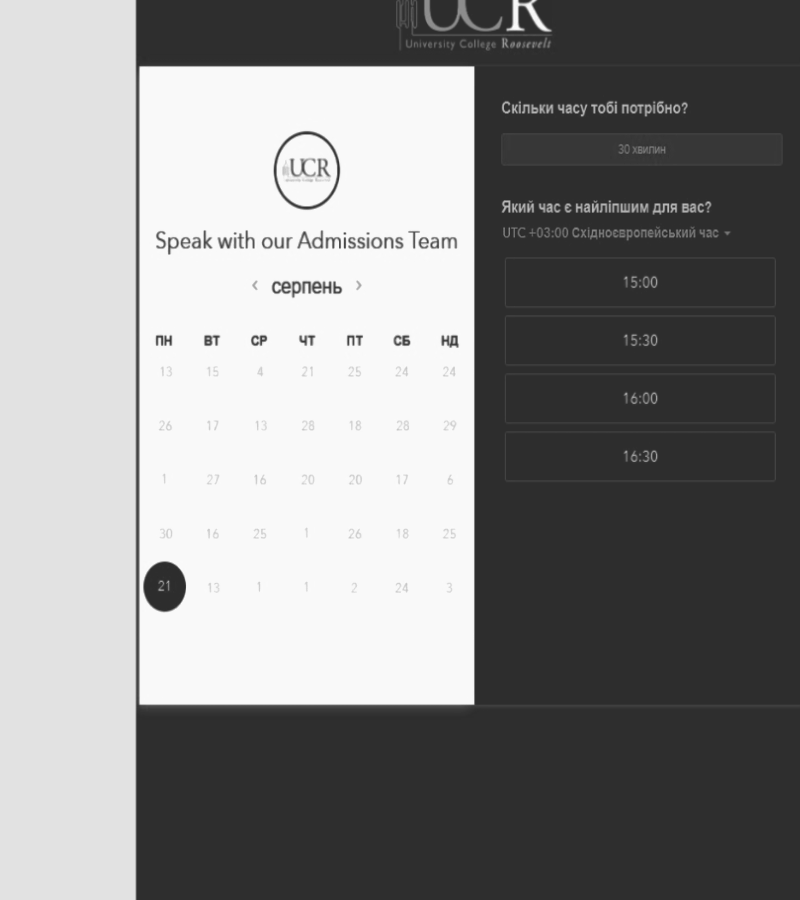 UCR
University College Roosevelt
UCR
Speak with our Admissions Team
‹ серпень ›
ПН ВТ СР ЧТ ПТ СБ НД
13 15 4 21 25 24 24
26 17 13 28 18 28 29
1 27 16 20 20 17 6
30 16 25 1 26 18 25
21 13 1 1 2 24 3
Скільки часу тобі потрібно?
30 хвилин
Який час є найліпшим для вас?
UTC +03:00 Східноєвропейський час
15:00
15:30
16:00
16:30